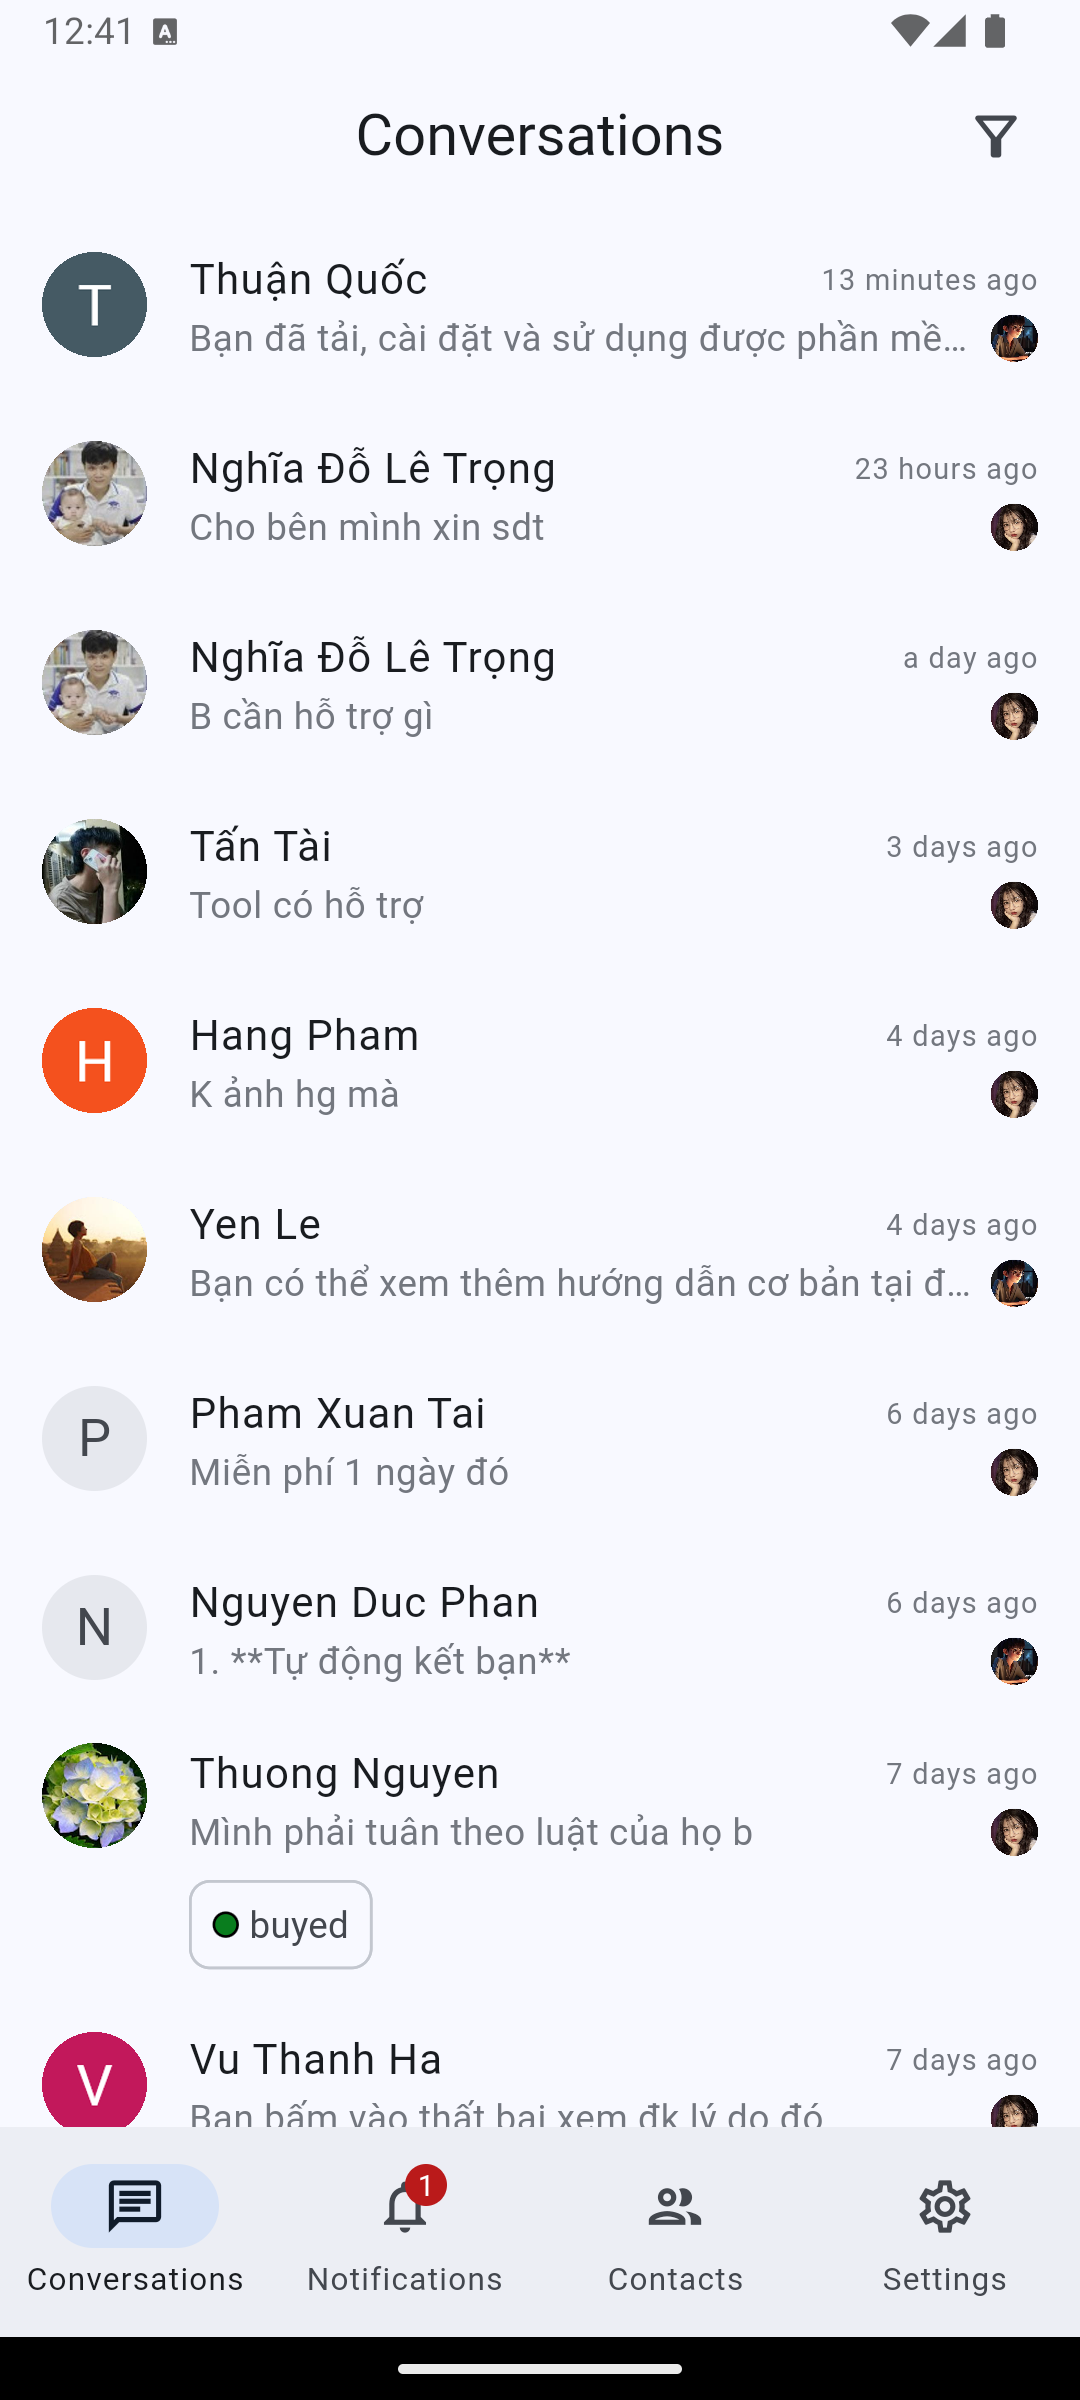 12:41
Conversations
T
Thuận Quốc
13 minutes ago
Bạn đã tải, cài đặt và sử dụng được phần mề...
Nghĩa Đỗ Lê Trọng
23 hours ago
Cho bên mình xin sdt
Nghĩa Đỗ Lê Trọng
a day ago
B cần hỗ trợ gì
Tấn Tài
3 days ago
Tool có hỗ trợ
H
Hang Pham
4 days ago
K ảnh hg mà
Yen Le
4 days ago
Bạn có thể xem thêm hướng dẫn cơ bản tại đ...
P
Pham Xuan Tai
6 days ago
Miễn phí 1 ngày đó
N
Nguyen Duc Phan
6 days ago
1. **Tự động kết bạn**
Thuong Nguyen
7 days ago
Mình phải tuân theo luật của họ b
buyed
V
Vu Thanh Ha
7 days ago
Bạn bấm vào thất bại xem đk lý do đó
1
Conversations
Notifications
Contacts
Settings